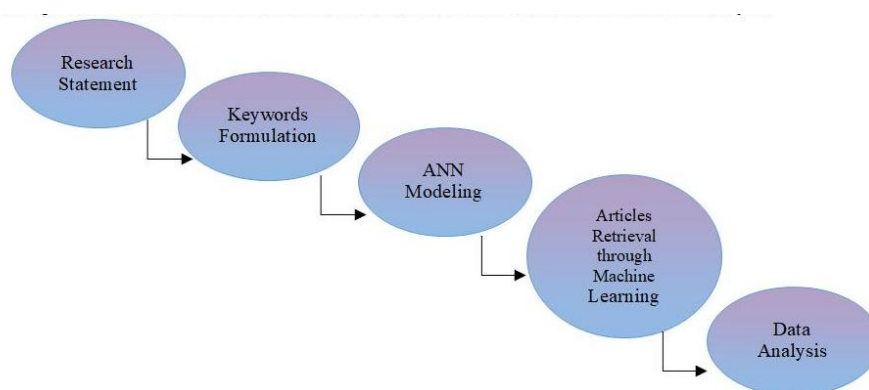 Research
Statement
Keywords
Formulation
ANN
Modeling
Articles
Retrieval
through
Machine
Learning
Data
Analysis